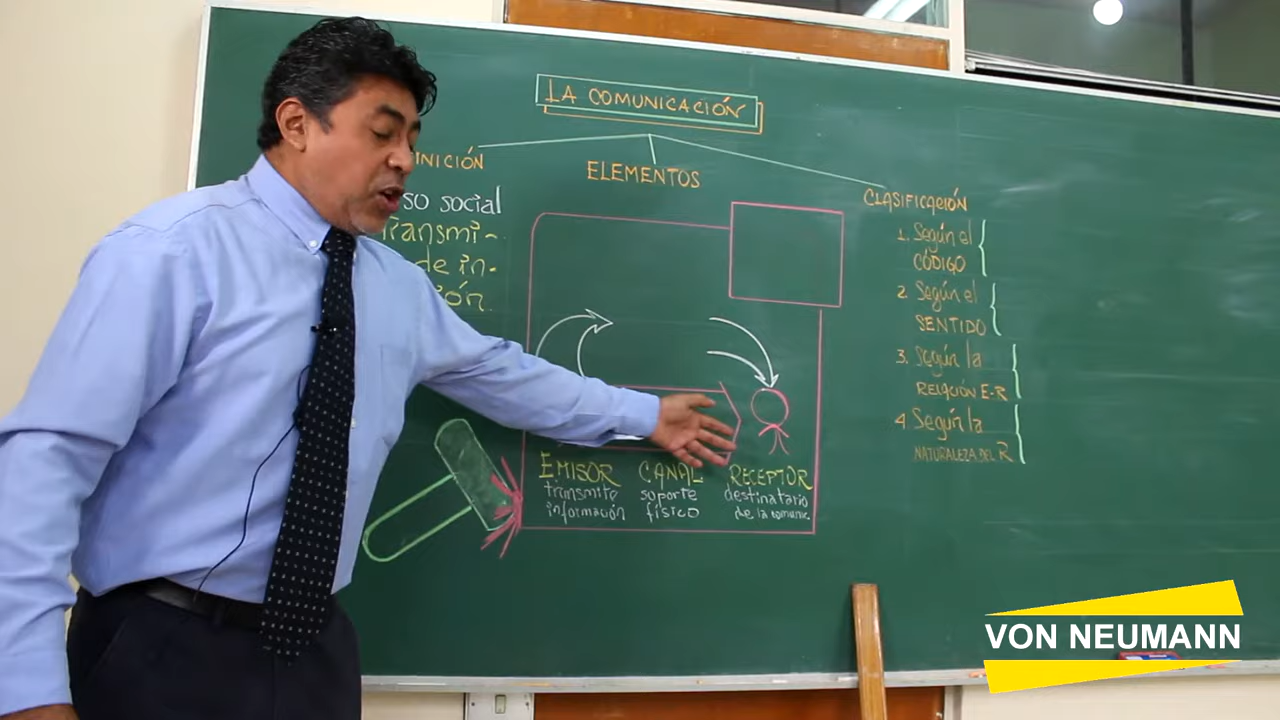 LA COMUNICACIÓN
INICIÓN
ELEMENTOS
CLASIFICACIÓN
so social
Transmi-
de in-
ión.
1. Según el
CÓDIGO
2. Según el
SENTIDO
3. Según la
RELACIÓN E-R
4. Según la
NATURALEZA DEL R
EMISOR
transmite
información
CANAL
soporte
físico
RECEPTOR
destinatario
de la comunic.
VON NEUMANN